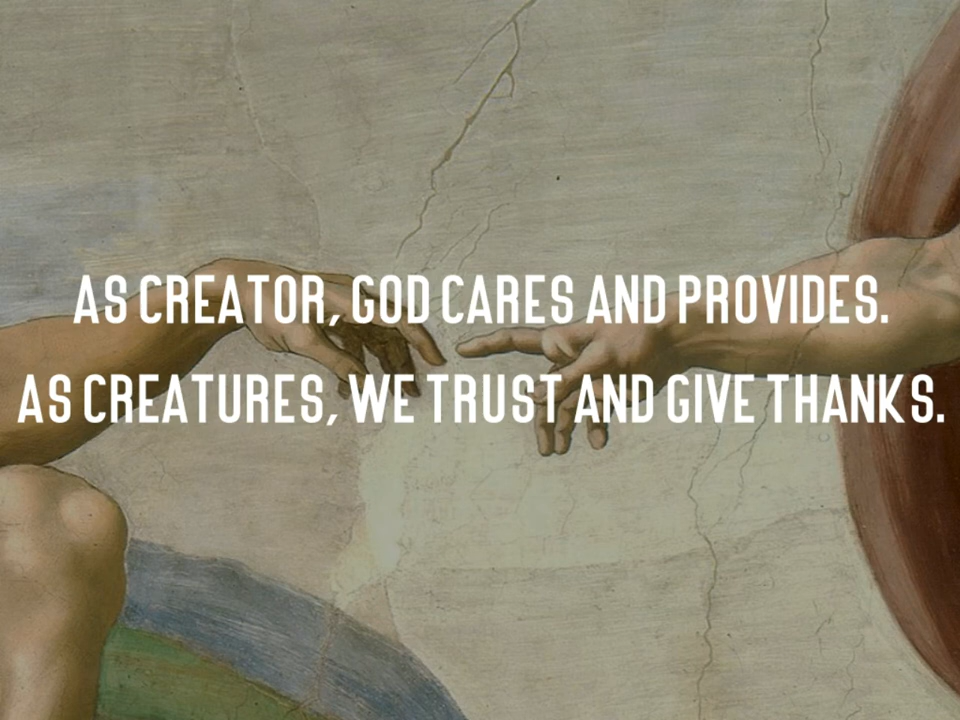 AS CREATOR, GOD CARES AND PROVIDES.
AS CREATURES, WE TRUST AND GIVE THANKS.